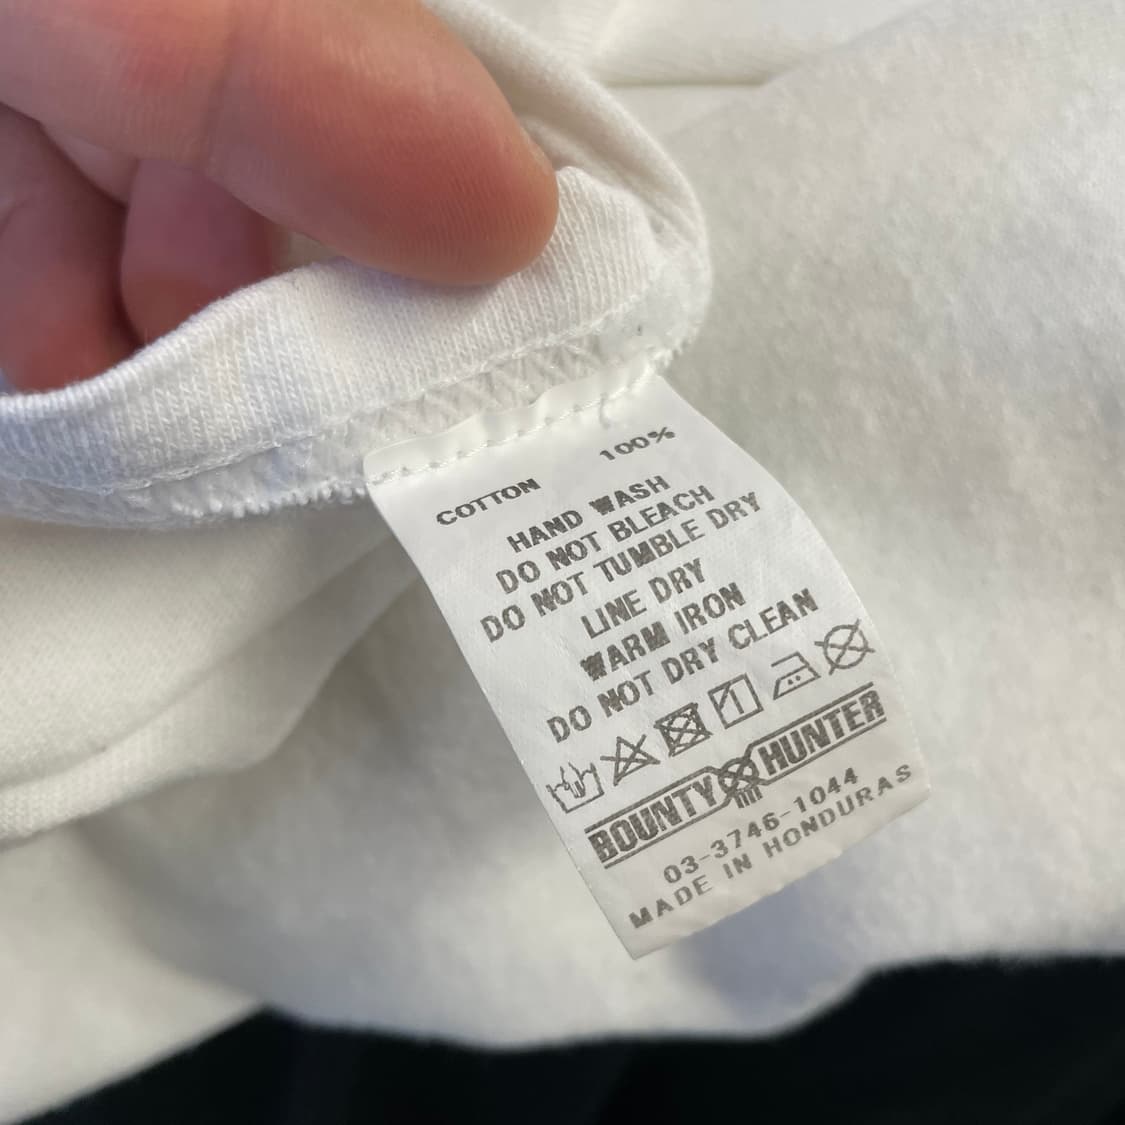 COTTON 100%
HAND WASH
DO NOT BLEACH
DO NOT TUMBLE DRY
LINE DRY
WARM IRON
DO NOT DRY CLEAN
BOUNTY HUNTER
03-3746-1044
MADE IN HONDURAS